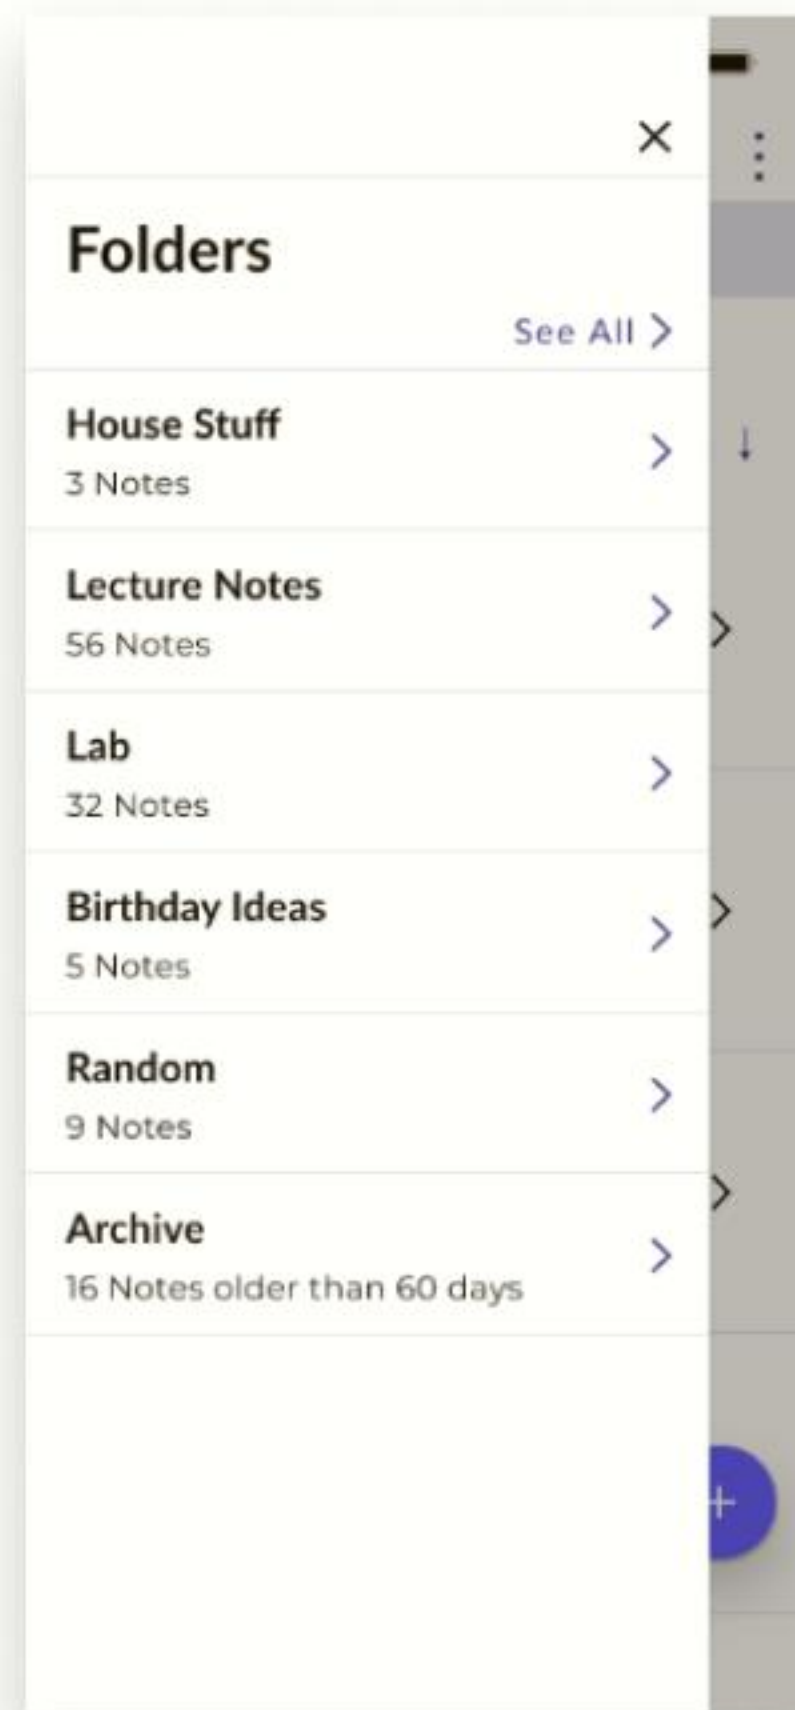 Folders
See All
House Stuff
3 Notes
Lecture Notes
56 Notes
Lab
32 Notes
Birthday Ideas
5 Notes
Random
9 Notes
Archive
16 Notes older than 60 days